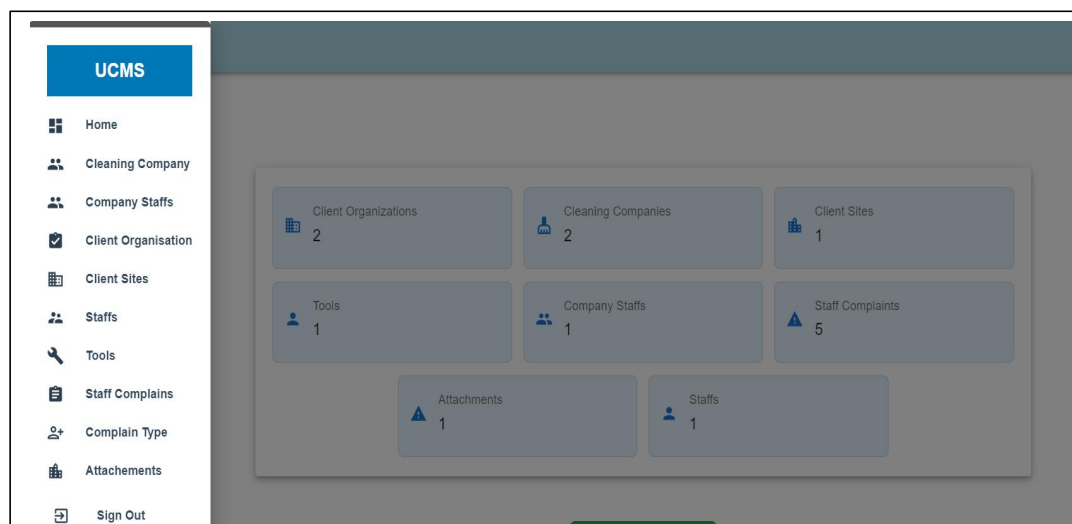 UCMS
Home
Cleaning Company
Company Staffs
Client Organisation
Client Sites
Staffs
Tools
Staff Complains
Complain Type
Attachements
Sign Out
Client Organizations
2
Cleaning Companies
2
Client Sites
1
Tools
1
Company Staffs
1
Staff Complaints
5
Attachments
1
Staffs
1